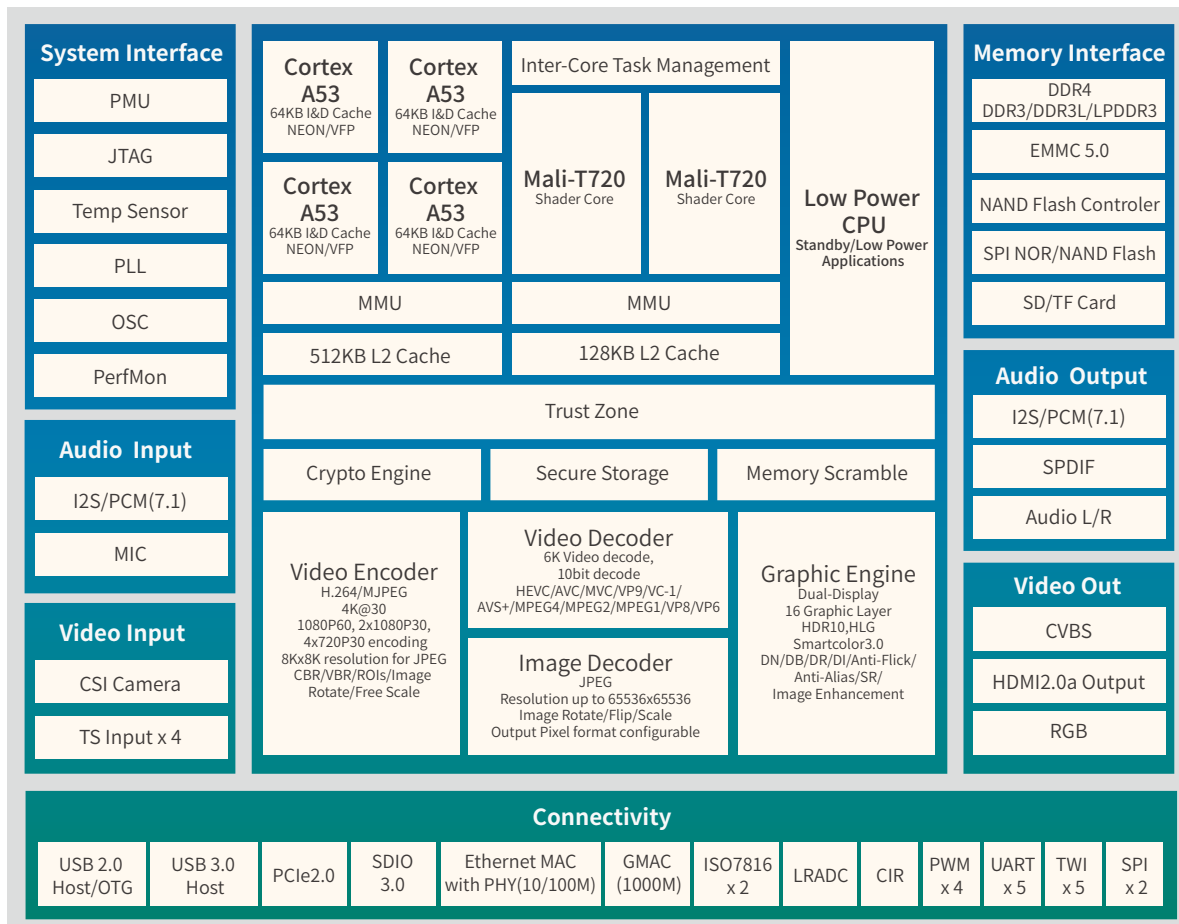 System Interface
PMU
JTAG
Temp Sensor
PLL
OSC
PerfMon
Audio Input
I2S/PCM(7.1)
MIC
Video Input
CSI Camera
TS Input x 4
Cortex
A53
64KB I&D Cache
NEON/VFP
Cortex
A53
64KB I&D Cache
NEON/VFP
Cortex
A53
64KB I&D Cache
NEON/VFP
Cortex
A53
64KB I&D Cache
NEON/VFP
MMU
512KB L2 Cache
Inter-Core Task Management
Mali-T720
Shader Core
Mali-T720
Shader Core
MMU
128KB L2 Cache
Low Power
CPU
Standby/Low Power
Applications
Trust Zone
Crypto Engine
Secure Storage
Memory Scramble
Video Encoder
H.264/MJPEG
4K@30
1080P60, 2x1080P30,
4x720P30 encoding
8Kx8K resolution for JPEG
CBR/VBR/ROIs/Image
Rotate/Free Scale
Video Decoder
6K Video decode,
10bit decode
HEVC/AVC/MVC/VP9/VC-1/
AVS+/MPEG4/MPEG2/MPEG1/VP8/VP6
Image Decoder
JPEG
Resolution up to 65536x65536
Image Rotate/Flip/Scale
Output Pixel format configurable
Graphic Engine
Dual-Display
16 Graphic Layer
HDR10,HLG
Smartcolor3.0
DN/DB/DR/DI/Anti-Flick/
Anti-Alias/SR/
Image Enhancement
Memory Interface
DDR4
DDR3/DDR3L/LPDDR3
EMMC 5.0
NAND Flash Controler
SPI NOR/NAND Flash
SD/TF Card
Audio Output
I2S/PCM(7.1)
SPDIF
Audio L/R
Video Out
CVBS
HDMI2.0a Output
RGB
Connectivity
USB 2.0
Host/OTG
USB 3.0
Host
PCIe2.0
SDIO
3.0
Ethernet MAC
with PHY(10/100M)
GMAC
(1000M)
ISO7816
x 2
LRADC
CIR
PWM
x 4
UART
x 5
TWI
x 5
SPI
x 2